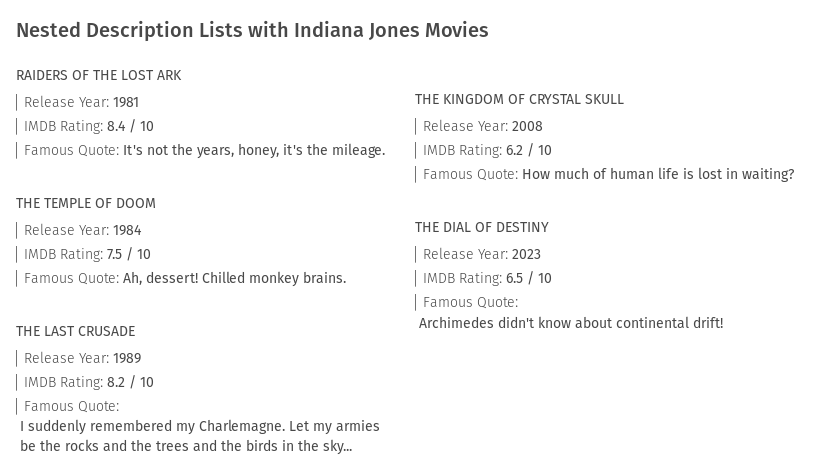 Nested Description Lists with Indiana Jones Movies
RAIDERS OF THE LOST ARK
Release Year: 1981
IMDB Rating: 8.4 / 10
Famous Quote: It's not the years, honey, it's the mileage.
THE TEMPLE OF DOOM
Release Year: 1984
IMDB Rating: 7.5 / 10
Famous Quote: Ah, dessert! Chilled monkey brains.
THE LAST CRUSADE
Release Year: 1989
IMDB Rating: 8.2 / 10
Famous Quote:
I suddenly remembered my Charlemagne. Let my armies
be the rocks and the trees and the birds in the sky...
THE KINGDOM OF CRYSTAL SKULL
Release Year: 2008
IMDB Rating: 6.2 / 10
Famous Quote: How much of human life is lost in waiting?
THE DIAL OF DESTINY
Release Year: 2023
IMDB Rating: 6.5 / 10
Famous Quote:
Archimedes didn't know about continental drift!